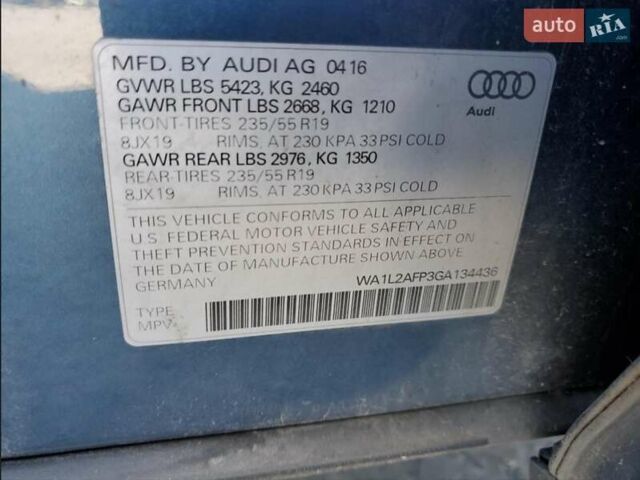 auto RIA .com
MFD. BY AUDI AG 04 16
GVWR LBS 5423, KG 2460
GAWR FRONT LBS 2668, KG 1210
FRONT-TIRES 235/55 R19
8JX19 RIMS, AT 230 KPA 33 PSI COLD
GAWR REAR LBS 2976, KG 1350
REAR-TIRES 235/55 R19
8JX19 RIMS, AT 230 KPA 33 PSI COLD
Audi
THIS VEHICLE CONFORMS TO ALL APPLICABLE
U.S. FEDERAL MOTOR VEHICLE SAFETY AND
THEFT PREVENTION STANDARDS IN EFFECT ON
THE DATE OF MANUFACTURE SHOWN ABOVE
GERMANY
WA1L2AFP3GA134436
TYPE
MPV